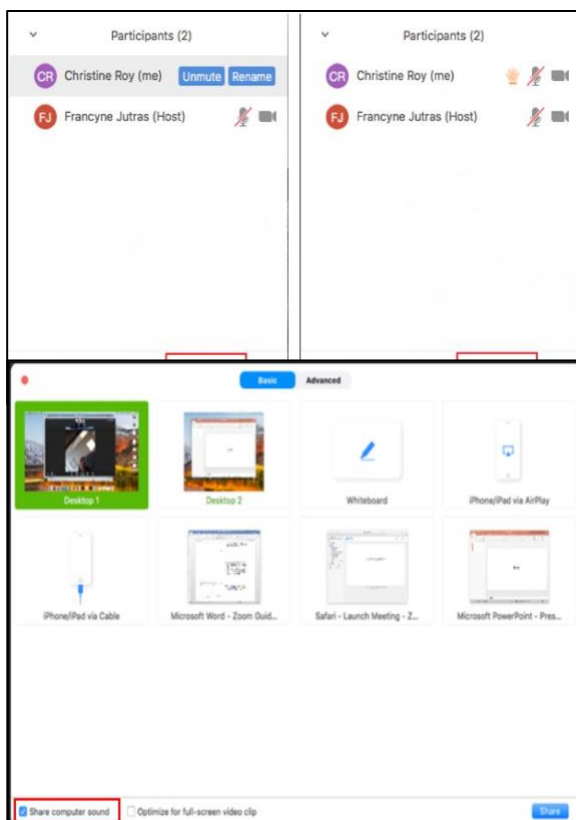 Participants (2)
CR Christine Roy (me) Unmute Rename
FJ Francyne Jutras (Host)
Participants (2)
CR Christine Roy (me)
FJ Francyne Jutras (Host)
Basic Advanced
Desktop 1 Desktop 2 Whiteboard iPhone/iPad via AirPlay
iPhone/iPad via Cable Microsoft Word - Zoom Guid... Safari - Launch Meeting - Z... Microsoft PowerPoint - Pres...
Share computer sound Optimize for full-screen video clip Share